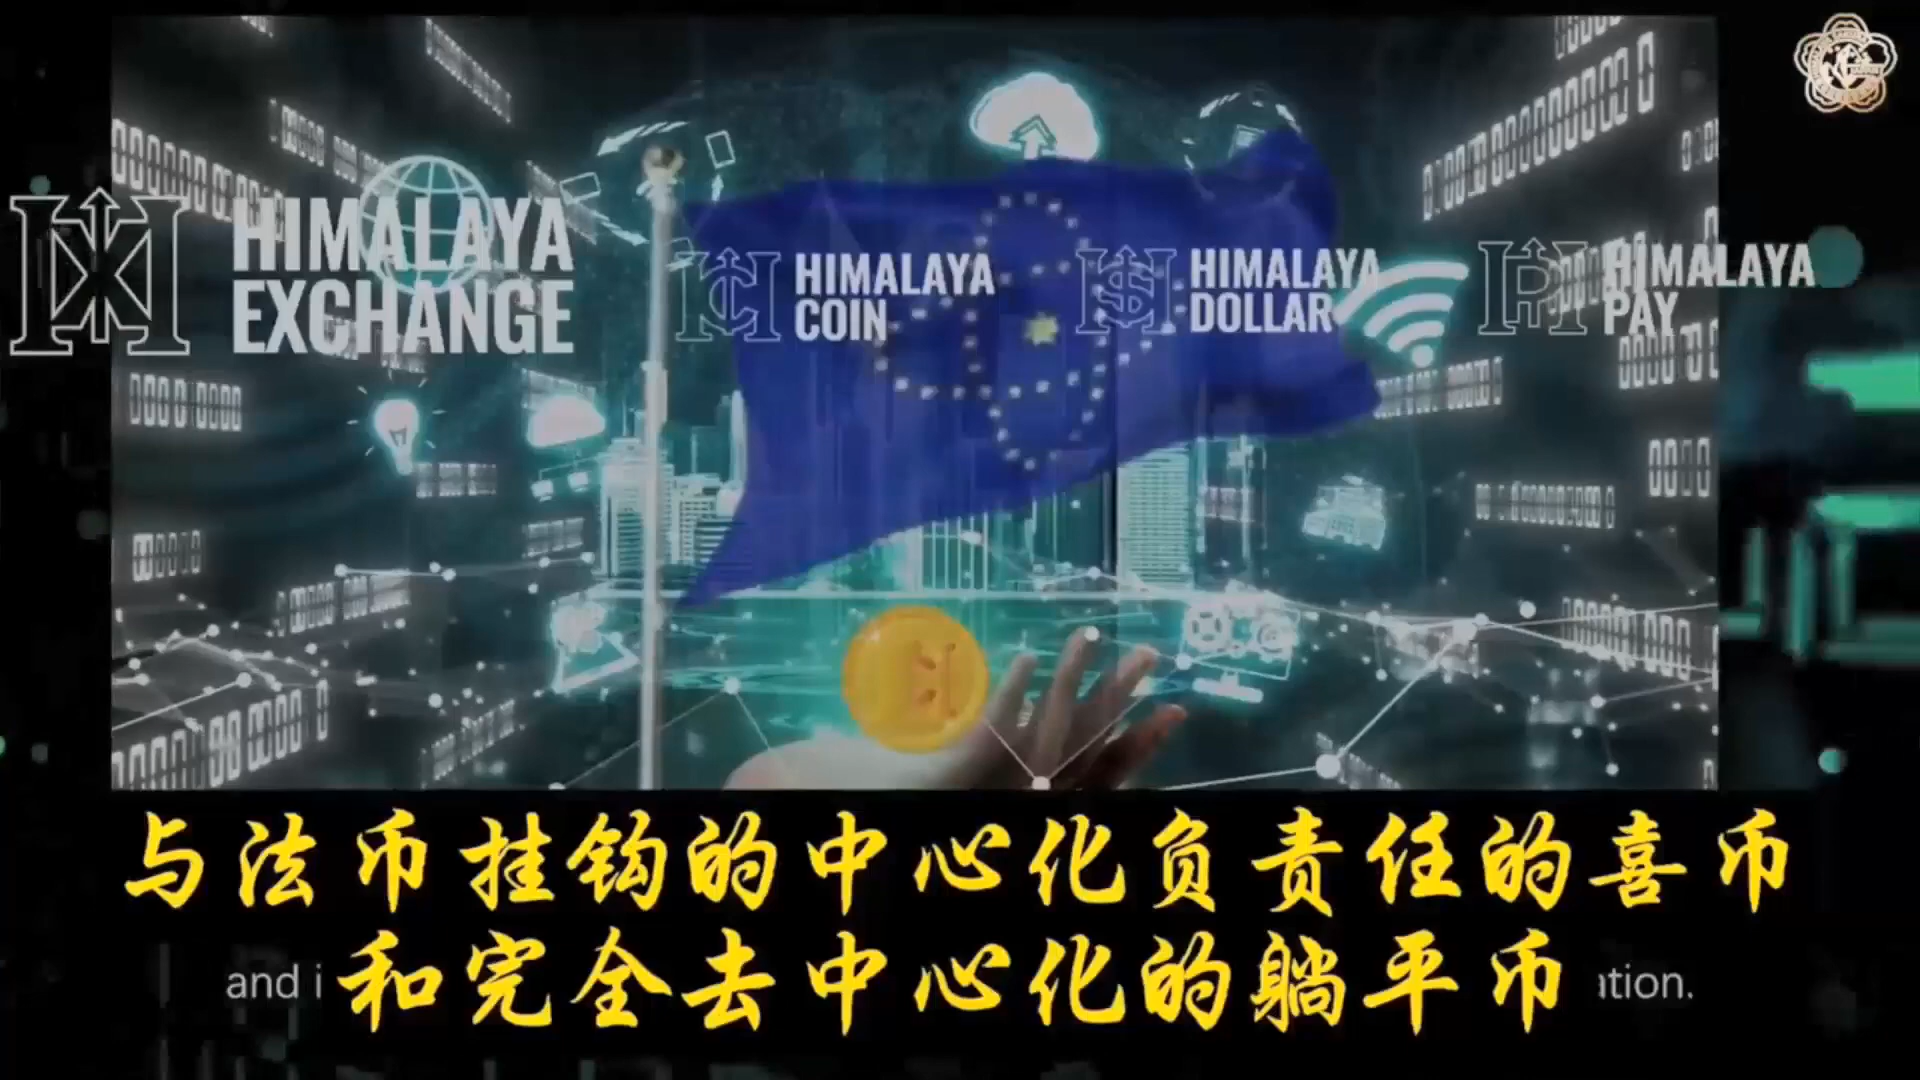 HIMALAYA
EXCHANGE
HIMALAYA
COIN
HIMALAYA
DOLLAR
HIMALAYA
PAY
与法币挂钩的中心化负责任的喜币
和完全去中心化的躺平币
and i